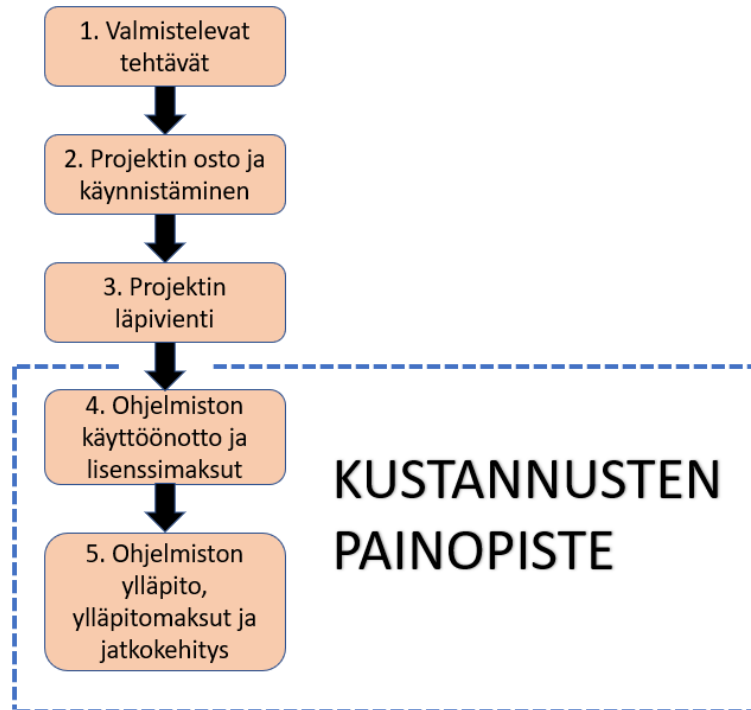 1. Valmistelevat
tehtävät
2. Projektin osto ja
käynnistäminen
3. Projektin
läpivienti
4. Ohjelmiston
käyttöönotto ja
lisenssimaksut
KUSTANNUSTEN
PAINOPISTE
5. Ohjelmiston
ylläpito,
ylläpitomaksut ja
jatkokehitys